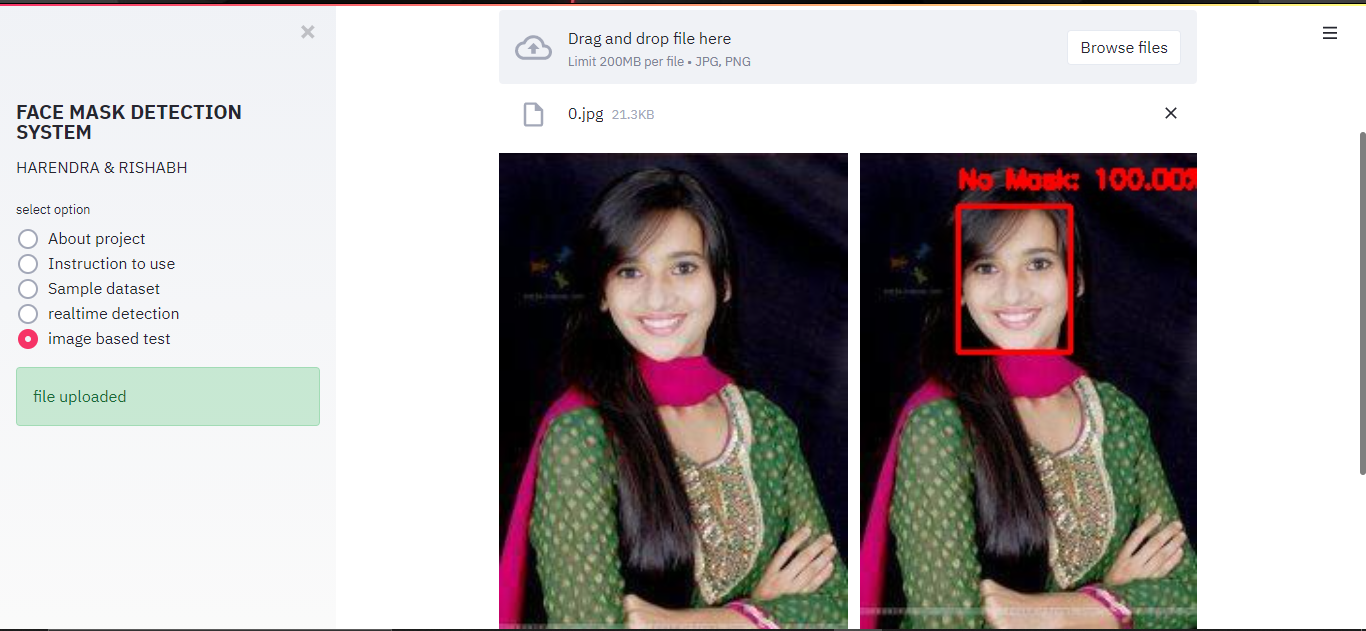 FACE MASK DETECTION
SYSTEM
HARENDRA & RISHABH
select option
About project
Instruction to use
Sample dataset
realtime detection
image based test
file uploaded
Drag and drop file here
Limit 200MB per file • JPG, PNG
Browse files
0.jpg 21.3KB
No Mask: 100.00%